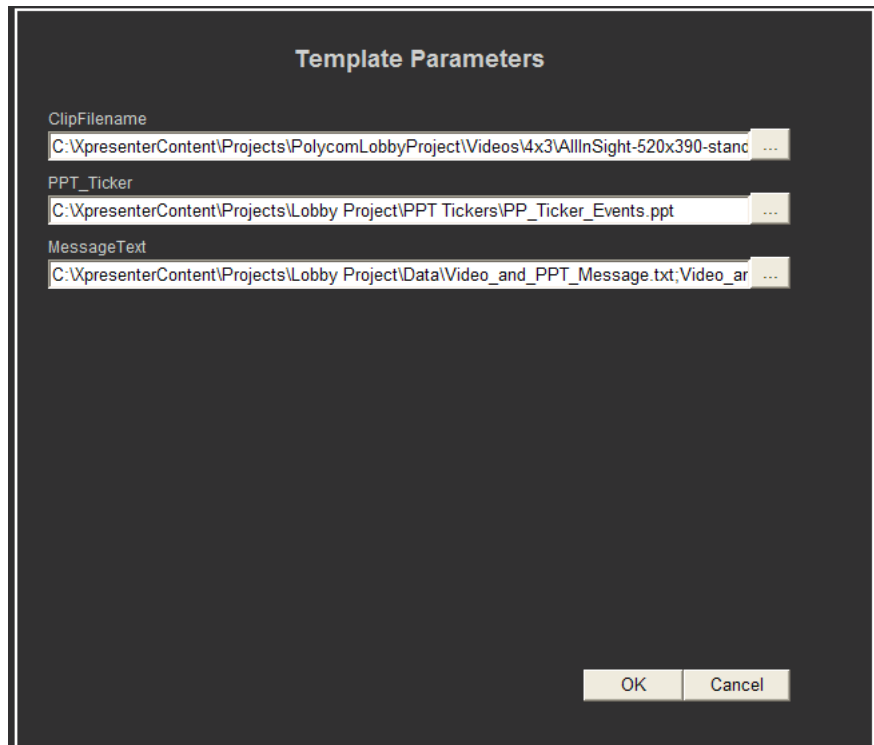 Template Parameters
ClipFilename
C:\XpresenterContent\Projects\PolycomLobbyProject\Videos\4x3\AllInSight-520x390-stand
...
PPT_Ticker
C:\XpresenterContent\Projects\Lobby Project\PPT Tickers\PP_Ticker_Events.ppt
...
MessageText
C:\XpresenterContent\Projects\Lobby Project\Data\Video_and_PPT_Message.txt;Video_ar
...
OK Cancel